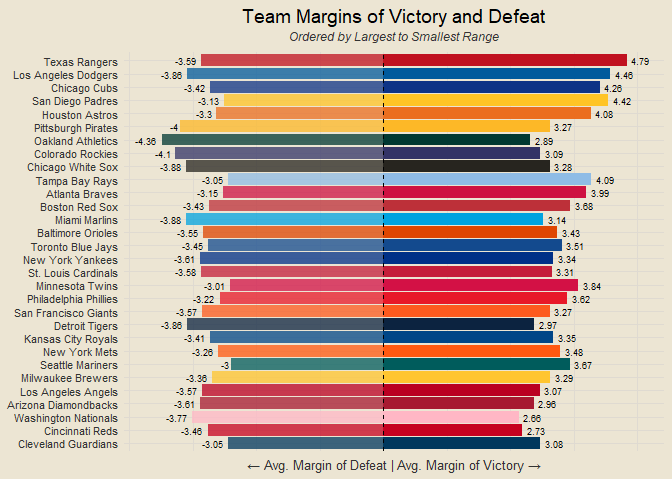 Team Margins of Victory and Defeat
Ordered by Largest to Smallest Range
Texas Rangers -3.59 4.79
Los Angeles Dodgers -3.86 4.46
Chicago Cubs -3.42 4.26
San Diego Padres -3.13 4.42
Houston Astros -3.3 4.08
Pittsburgh Pirates -4 3.27
Oakland Athletics -4.36 2.89
Colorado Rockies -4.1 3.09
Chicago White Sox -3.88 3.28
Tampa Bay Rays -3.05 4.09
Atlanta Braves -3.15 3.99
Boston Red Sox -3.43 3.68
Miami Marlins -3.88 3.14
Baltimore Orioles -3.55 3.43
Toronto Blue Jays -3.45 3.51
New York Yankees -3.61 3.34
St. Louis Cardinals -3.58 3.31
Minnesota Twins -3.01 3.84
Philadelphia Phillies -3.22 3.62
San Francisco Giants -3.57 3.27
Detroit Tigers -3.86 2.97
Kansas City Royals -3.41 3.35
New York Mets -3.26 3.48
Seattle Mariners -3 3.67
Milwaukee Brewers -3.36 3.29
Los Angeles Angels -3.57 3.07
Arizona Diamondbacks -3.61 2.96
Washington Nationals -3.77 2.66
Cincinnati Reds -3.46 2.73
Cleveland Guardians -3.05 3.08
← Avg. Margin of Defeat | Avg. Margin of Victory →